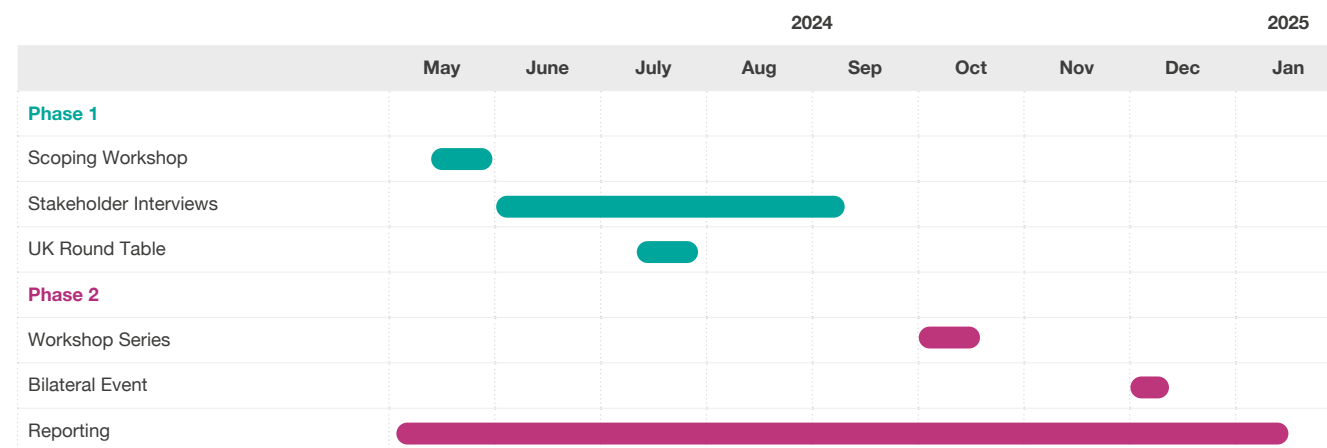 2024 2025
May June July Aug Sep Oct Nov Dec Jan
Phase 1
Scoping Workshop
Stakeholder Interviews
UK Round Table
Phase 2
Workshop Series
Bilateral Event
Reporting